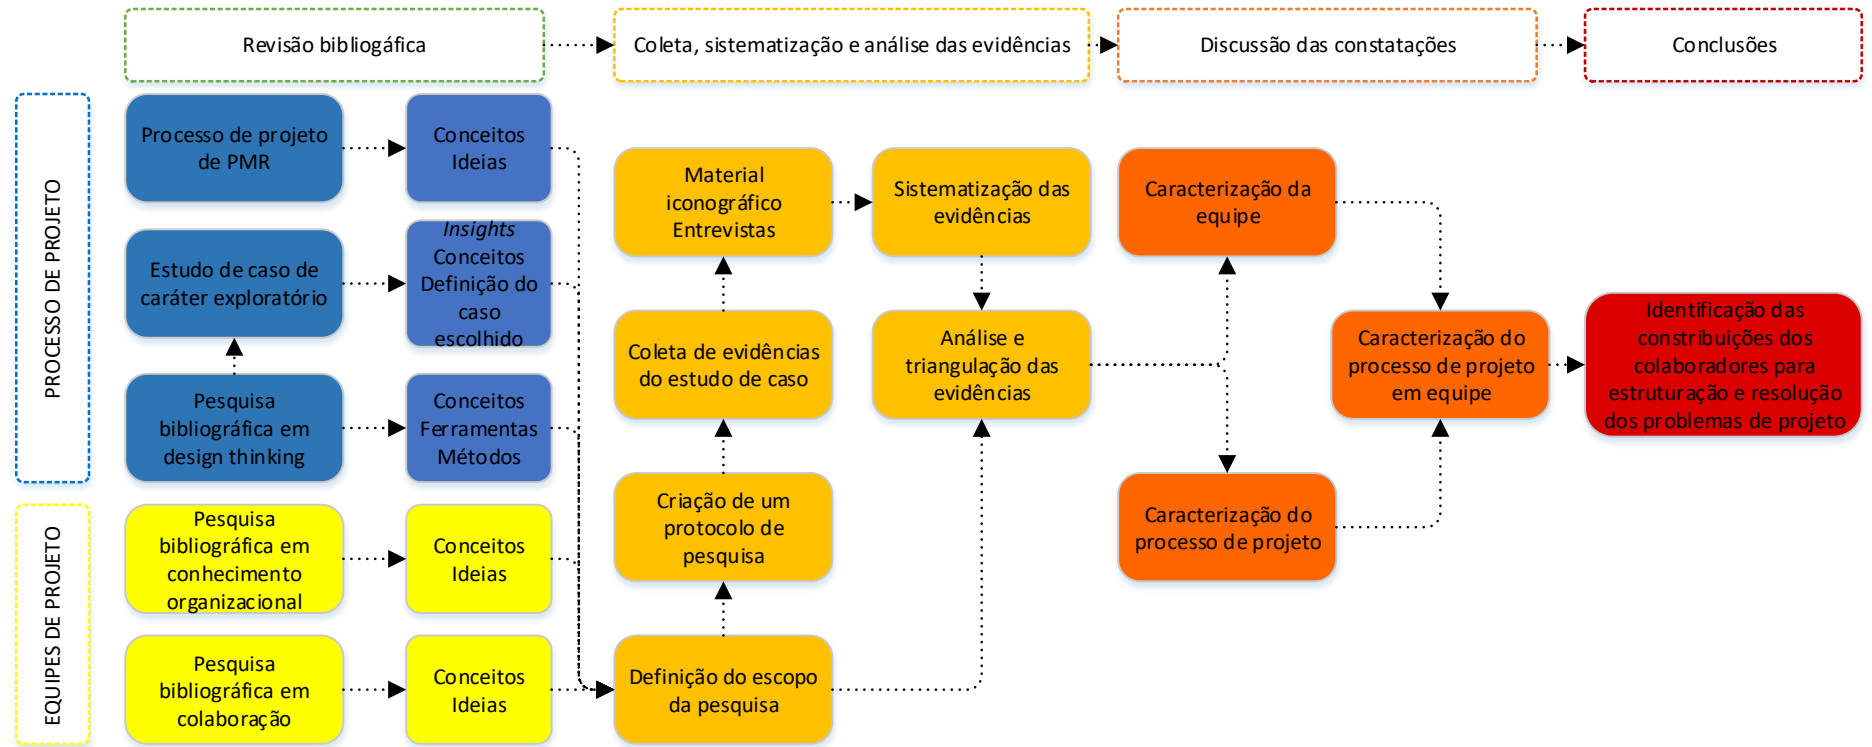 Revisão bibliogáfica
Coleta, sistematização e análise das evidências
Discussão das constatações
Conclusões
PROCESSO DE PROJETO
Processo de projeto
de PMR
Conceitos
Ideias
Estudo de caso de
caráter exploratório
Insights
Conceitos
Definição do
caso
escolhido
Pesquisa
bibliográfica em
design thinking
Conceitos
Ferramentas
Métodos
EQUIPES DE PROJETO
Pesquisa
bibliográfica em
conhecimento
organizacional
Conceitos
Ideias
Pesquisa
bibliográfica em
colaboração
Conceitos
Ideias
Material
iconográfico
Entrevistas
Sistematização das
evidências
Coleta de evidências
do estudo de caso
Análise e
triangulação das
evidências
Criação de um
protocolo de
pesquisa
Definição do escopo
da pesquisa
Caracterização da
equipe
Caracterização do
processo de projeto
em equipe
Caracterização do
processo de projeto
Identificação das
constribuições dos
colaboradores para
estruturação e resolução
dos problemas de projeto